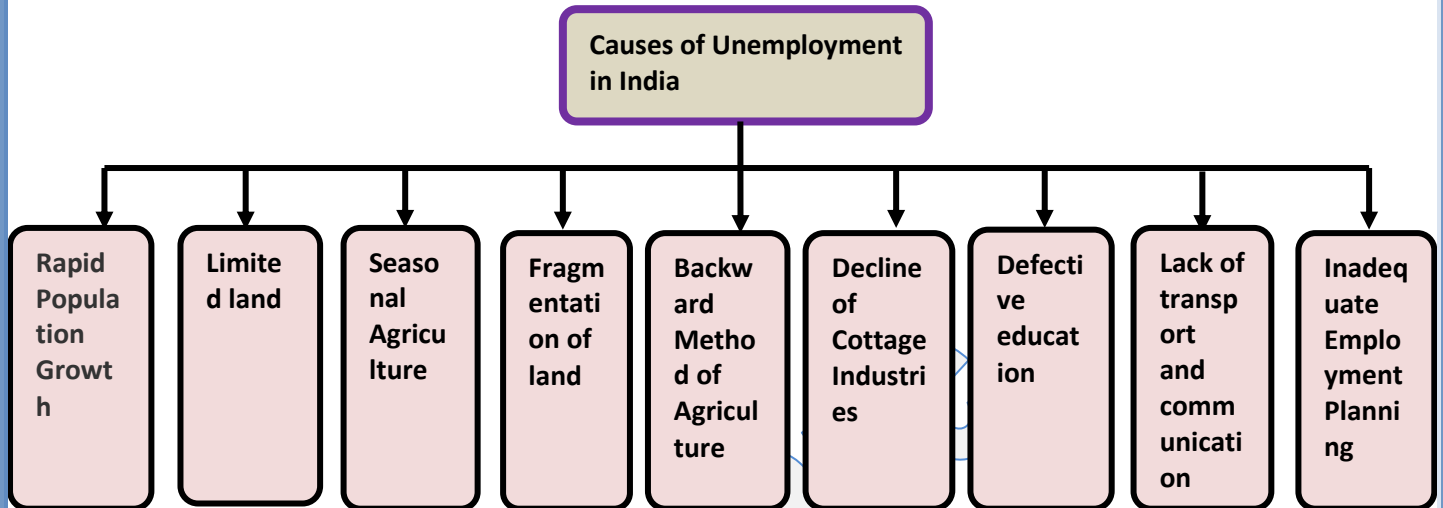 Causes of Unemployment
in India
Rapid
Popula
tion
Growt
h
Limite
d land
Seaso
nal
Agricu
lture
Fragm
entati
on of
land
Backw
ard
Metho
d of
Agricul
ture
Decline
of
Cottage
Industri
es
Defecti
ve
educat
ion
Lack of
transp
ort
and
comm
unicati
on
Inadeq
uate
Emplo
yment
Planni
ng